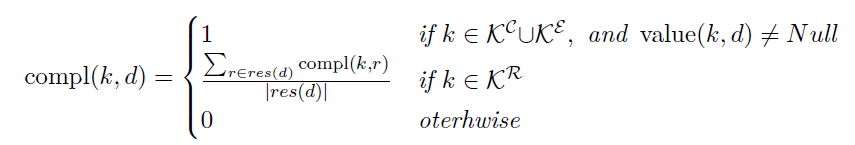 compl(k, d) = { 1 if k ∈ 𝒦^𝒞 ∪ 𝒦^ℰ, and value(k, d) ≠ Null
∑_{r∈res(d)} compl(k,r) / |res(d)| if k ∈ 𝒦^ℛ
0 oterhwise